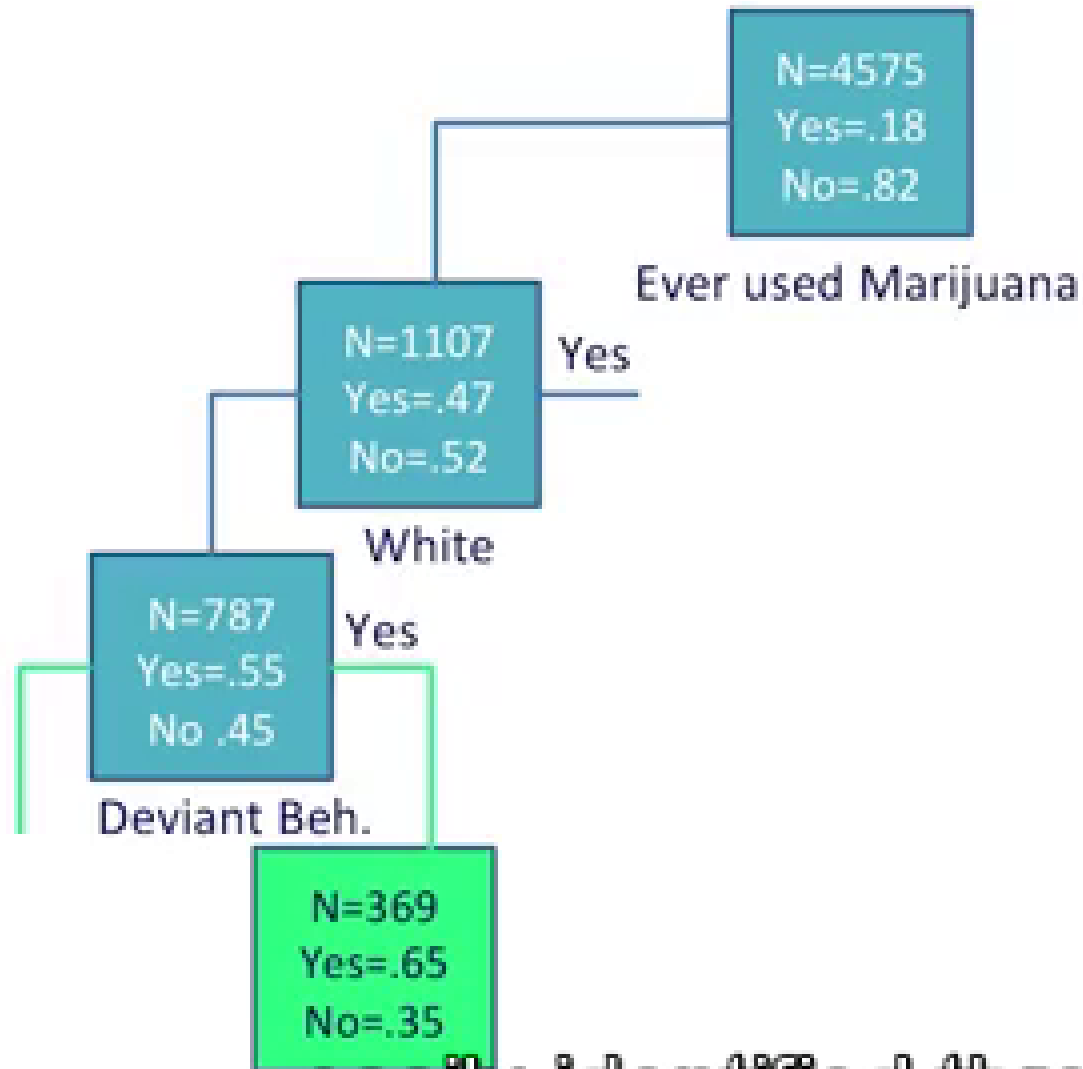 N=4575
Yes=.18
No=.82
Ever used Marijuana
N=1107
Yes=.47
No=.52
Yes
White
N=787
Yes=.55
No .45
Yes
Deviant Beh.
N=369
Yes=.65
No=.35